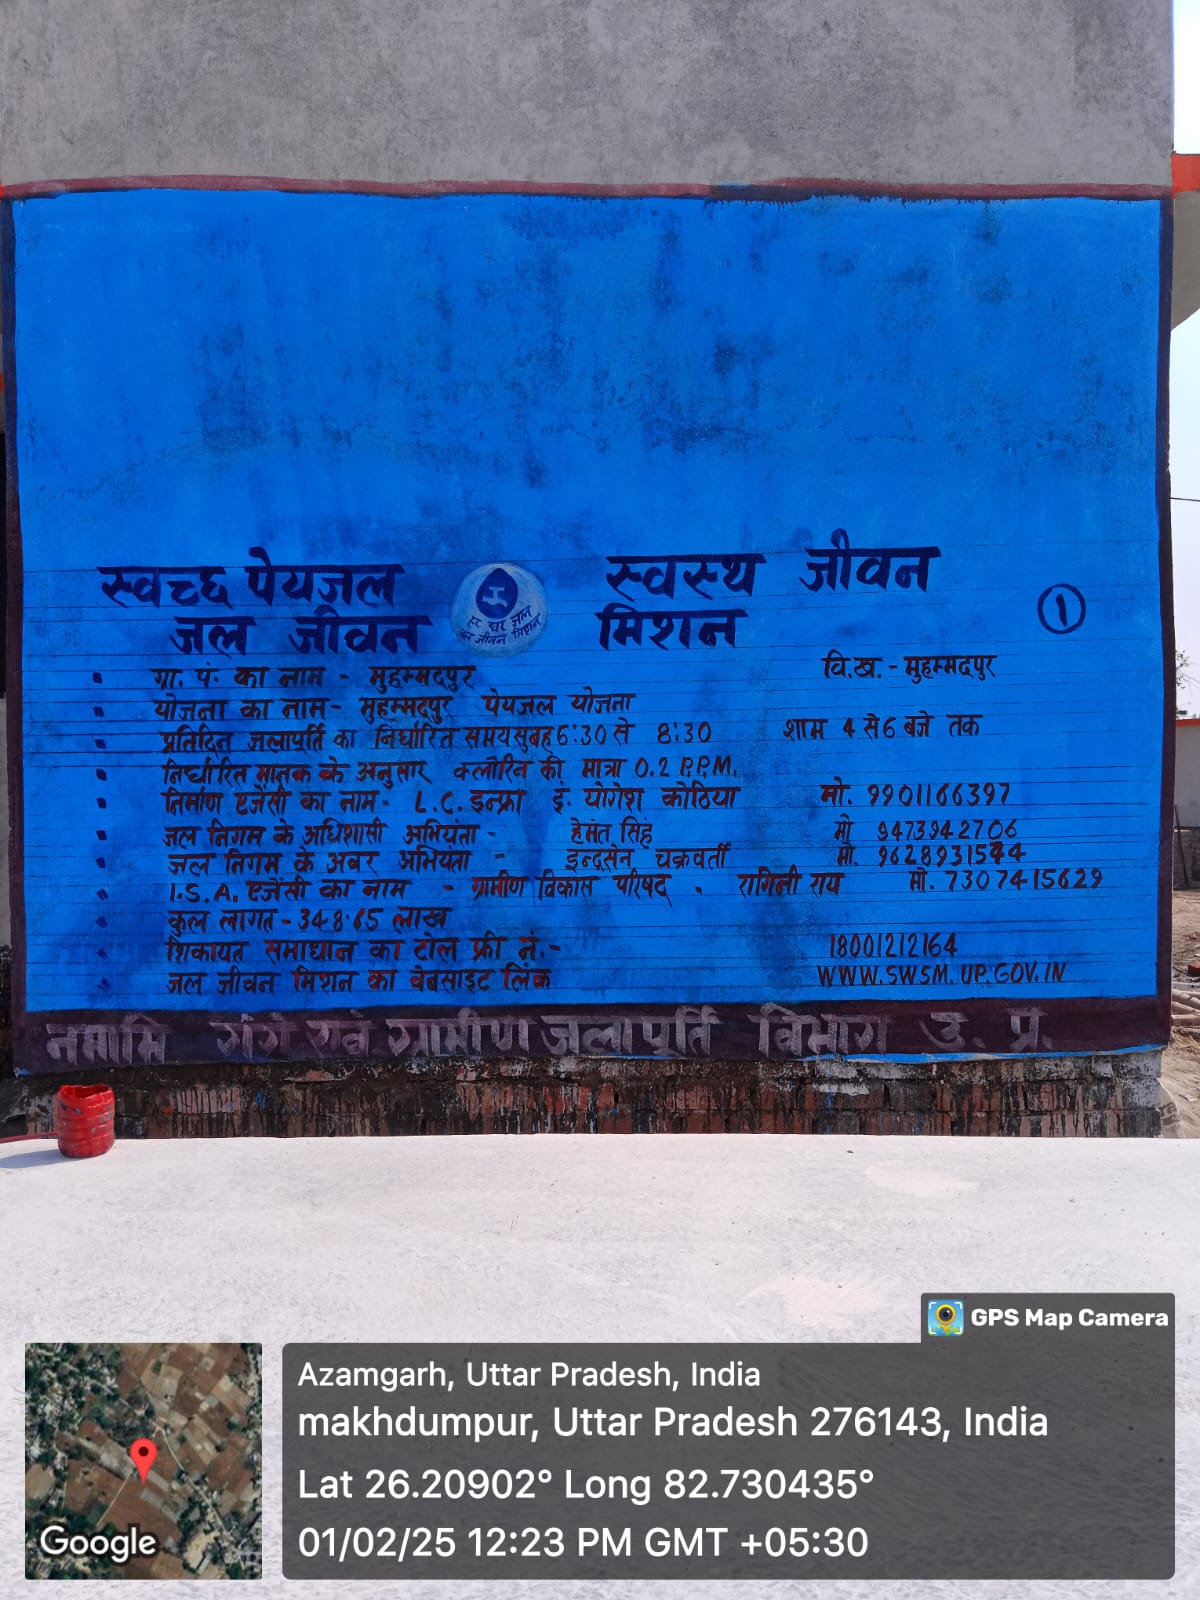 स्वच्छ पेयजल स्वस्थ जीवन
जल जीवन मिशन
हर घर जल
जल जीवन मिशन
1
ग्रा. पं. का नाम - मुहम्मदपुर वि.ख. - मुहम्मदपुर
योजना का नाम - मुहम्मदपुर पेयजल योजना
प्रतिदिन जलापूर्ति का निर्धारित समय सुबह 6:30 से 8:30 शाम 4 से 6 बजे तक
निर्धारित मानक के अनुसार क्लोरिन की मात्रा 0.2 P.P.M.
निर्माण एजेंसी का नाम - L.C. इन्फ्रा इं. योगेश कोठिया मो. 9901166397
जल निगम के अधिशासी अभियंता - हेमंत सिंह मो 9473942706
जल निगम के अवर अभियंता - इन्द्रसेन चक्रवर्ती मो. 9628931544
I.S.A. एजेंसी का नाम - ग्रामीण विकास परिषद्. रागिनी राय मो. 7307415629
कुल लागत - 348.65 लाख
शिकायत समाधान का टोल फ्री नं.- 18001212164
जल जीवन मिशन का वेबसाइट लिंक WWW.SWSM.UP.GOV.IN
नमामि गंगे एवं ग्रामीण जलापूर्ति विभाग उ. प्र.
GPS Map Camera
Azamgarh, Uttar Pradesh, India
makhdumpur, Uttar Pradesh 276143, India
Lat 26.20902° Long 82.730435°
01/02/25 12:23 PM GMT +05:30
Google